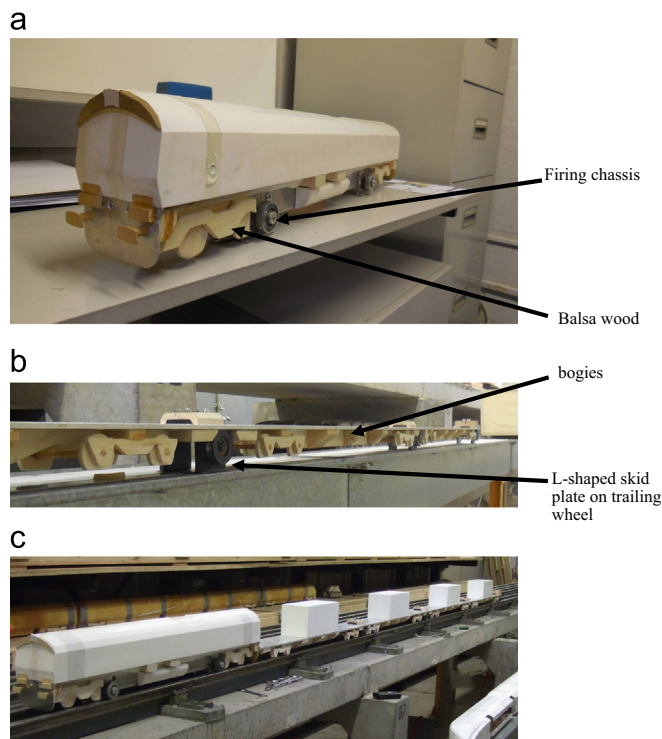 a
Firing chassis
Balsa wood
b
bogies
L-shaped skid
plate on trailing
wheel
c